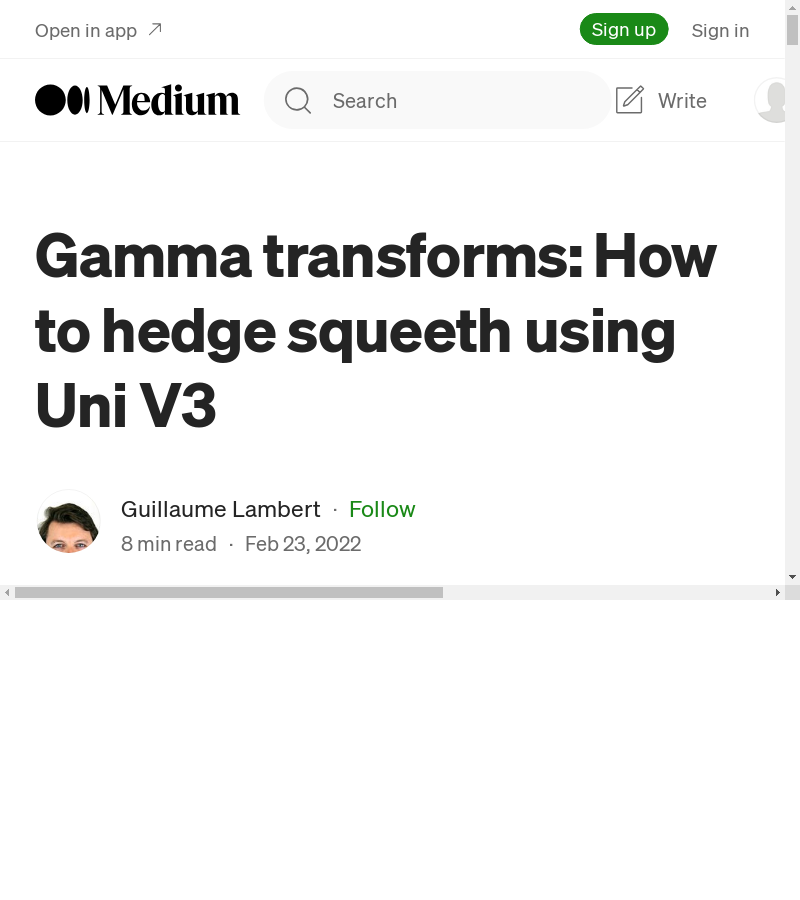 Open in app
Sign up
Sign in
Medium
Search
Write
Gamma transforms: How
to hedge squeeth using
Uni V3
Guillaume Lambert · Follow
8 min read · Feb 23, 2022